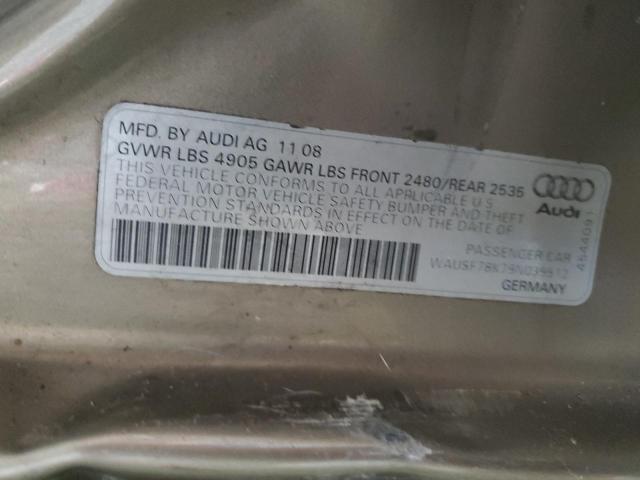 MFD. BY AUDI AG 11 08
GVWR LBS 4905 GAWR LBS FRONT 2480/REAR 2535
THIS VEHICLE CONFORMS TO ALL APPLICABLE U S
FEDERAL MOTOR VEHICLE SAFETY BUMPER AND THEFT
PREVENTION STANDARDS IN EFFECT ON THE DATE OF
MANUFACTURE SHOWN ABOVE
Audi
PASSENGER CAR
GERMANY